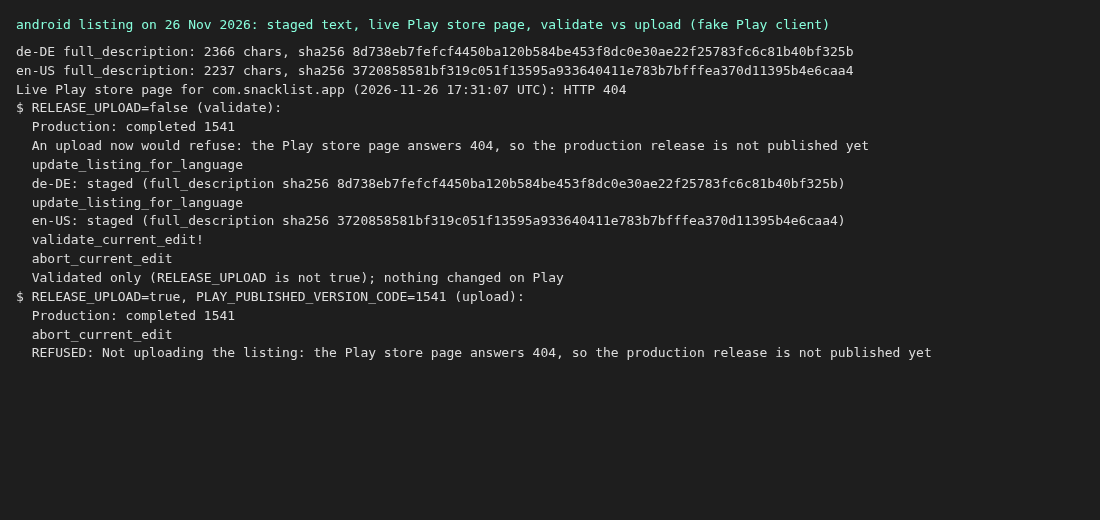 android listing on 26 Nov 2026: staged text, live Play store page, validate vs upload (fake Play client)
de-DE full_description: 2366 chars, sha256 8d738eb7fefcf4450ba120b584be453f8dc0e30ae22f25783fc6c81b40bf325b
en-US full_description: 2237 chars, sha256 3720858581bf319c051f13595a933640411e783b7bfffea370d11395b4e6caa4
Live Play store page for com.snacklist.app (2026-11-26 17:31:07 UTC): HTTP 404
$ RELEASE_UPLOAD=false (validate):
  Production: completed 1541
  An upload now would refuse: the Play store page answers 404, so the production release is not published yet
  update_listing_for_language
  de-DE: staged (full_description sha256 8d738eb7fefcf4450ba120b584be453f8dc0e30ae22f25783fc6c81b40bf325b)
  update_listing_for_language
  en-US: staged (full_description sha256 3720858581bf319c051f13595a933640411e783b7bfffea370d11395b4e6caa4)
  validate_current_edit!
  abort_current_edit
  Validated only (RELEASE_UPLOAD is not true); nothing changed on Play
$ RELEASE_UPLOAD=true, PLAY_PUBLISHED_VERSION_CODE=1541 (upload):
  Production: completed 1541
  abort_current_edit
  REFUSED: Not uploading the listing: the Play store page answers 404, so the production release is not published yet